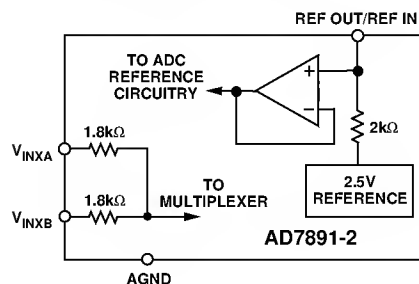 REF OUT/REF IN
TO ADC
REFERENCE
CIRCUITRY
+
−
2kΩ
2.5V
REFERENCE
1.8kΩ
V_INXA
1.8kΩ
V_INXB
TO
MULTIPLEXER
AD7891-2
AGND